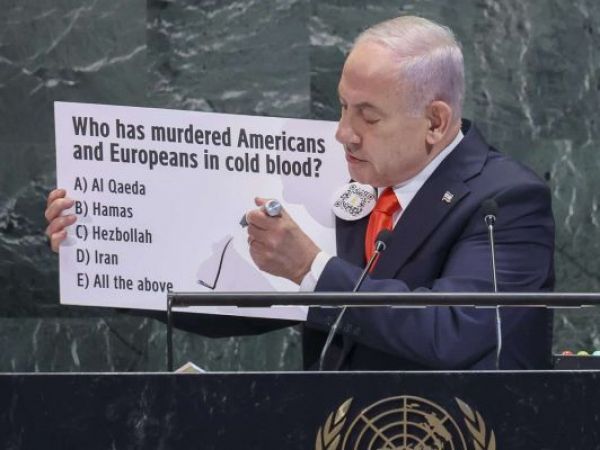 Who has murdered Americans
and Europeans in cold blood?
A) Al Qaeda
B) Hamas
C) Hezbollah
D) Iran
E) All the above